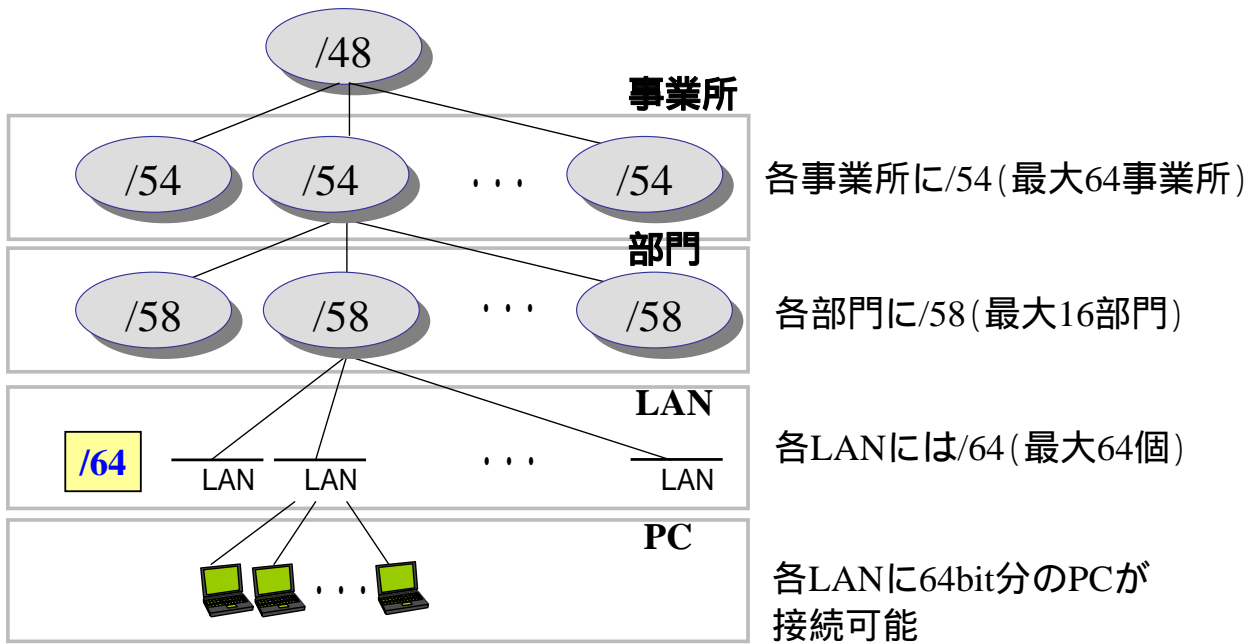 /48
事業所
/54 /54 ・・・ /54 各事業所に/54(最大64事業所)
部門
/58 /58 ・・・ /58 各部門に/58(最大16部門)
LAN
/64 LAN LAN ・・・ LAN 各LANには/64(最大64個)
PC
・・・ 各LANに64bit分のPCが
接続可能